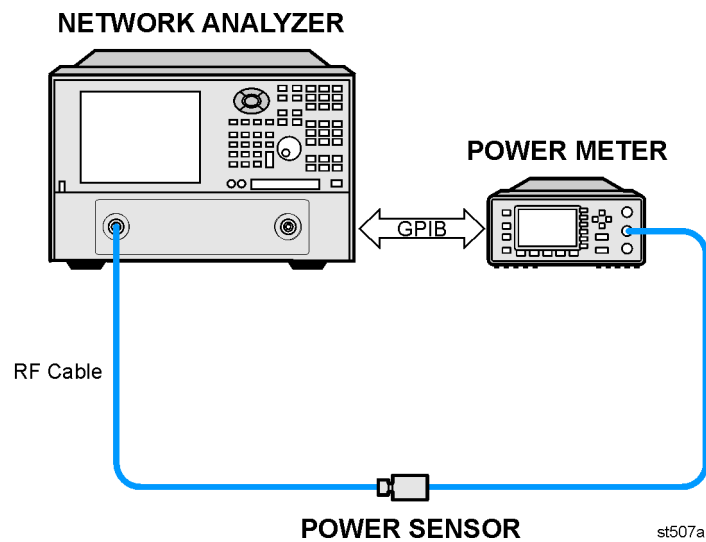 NETWORK ANALYZER
POWER METER
GPIB
RF Cable
POWER SENSOR
st507a